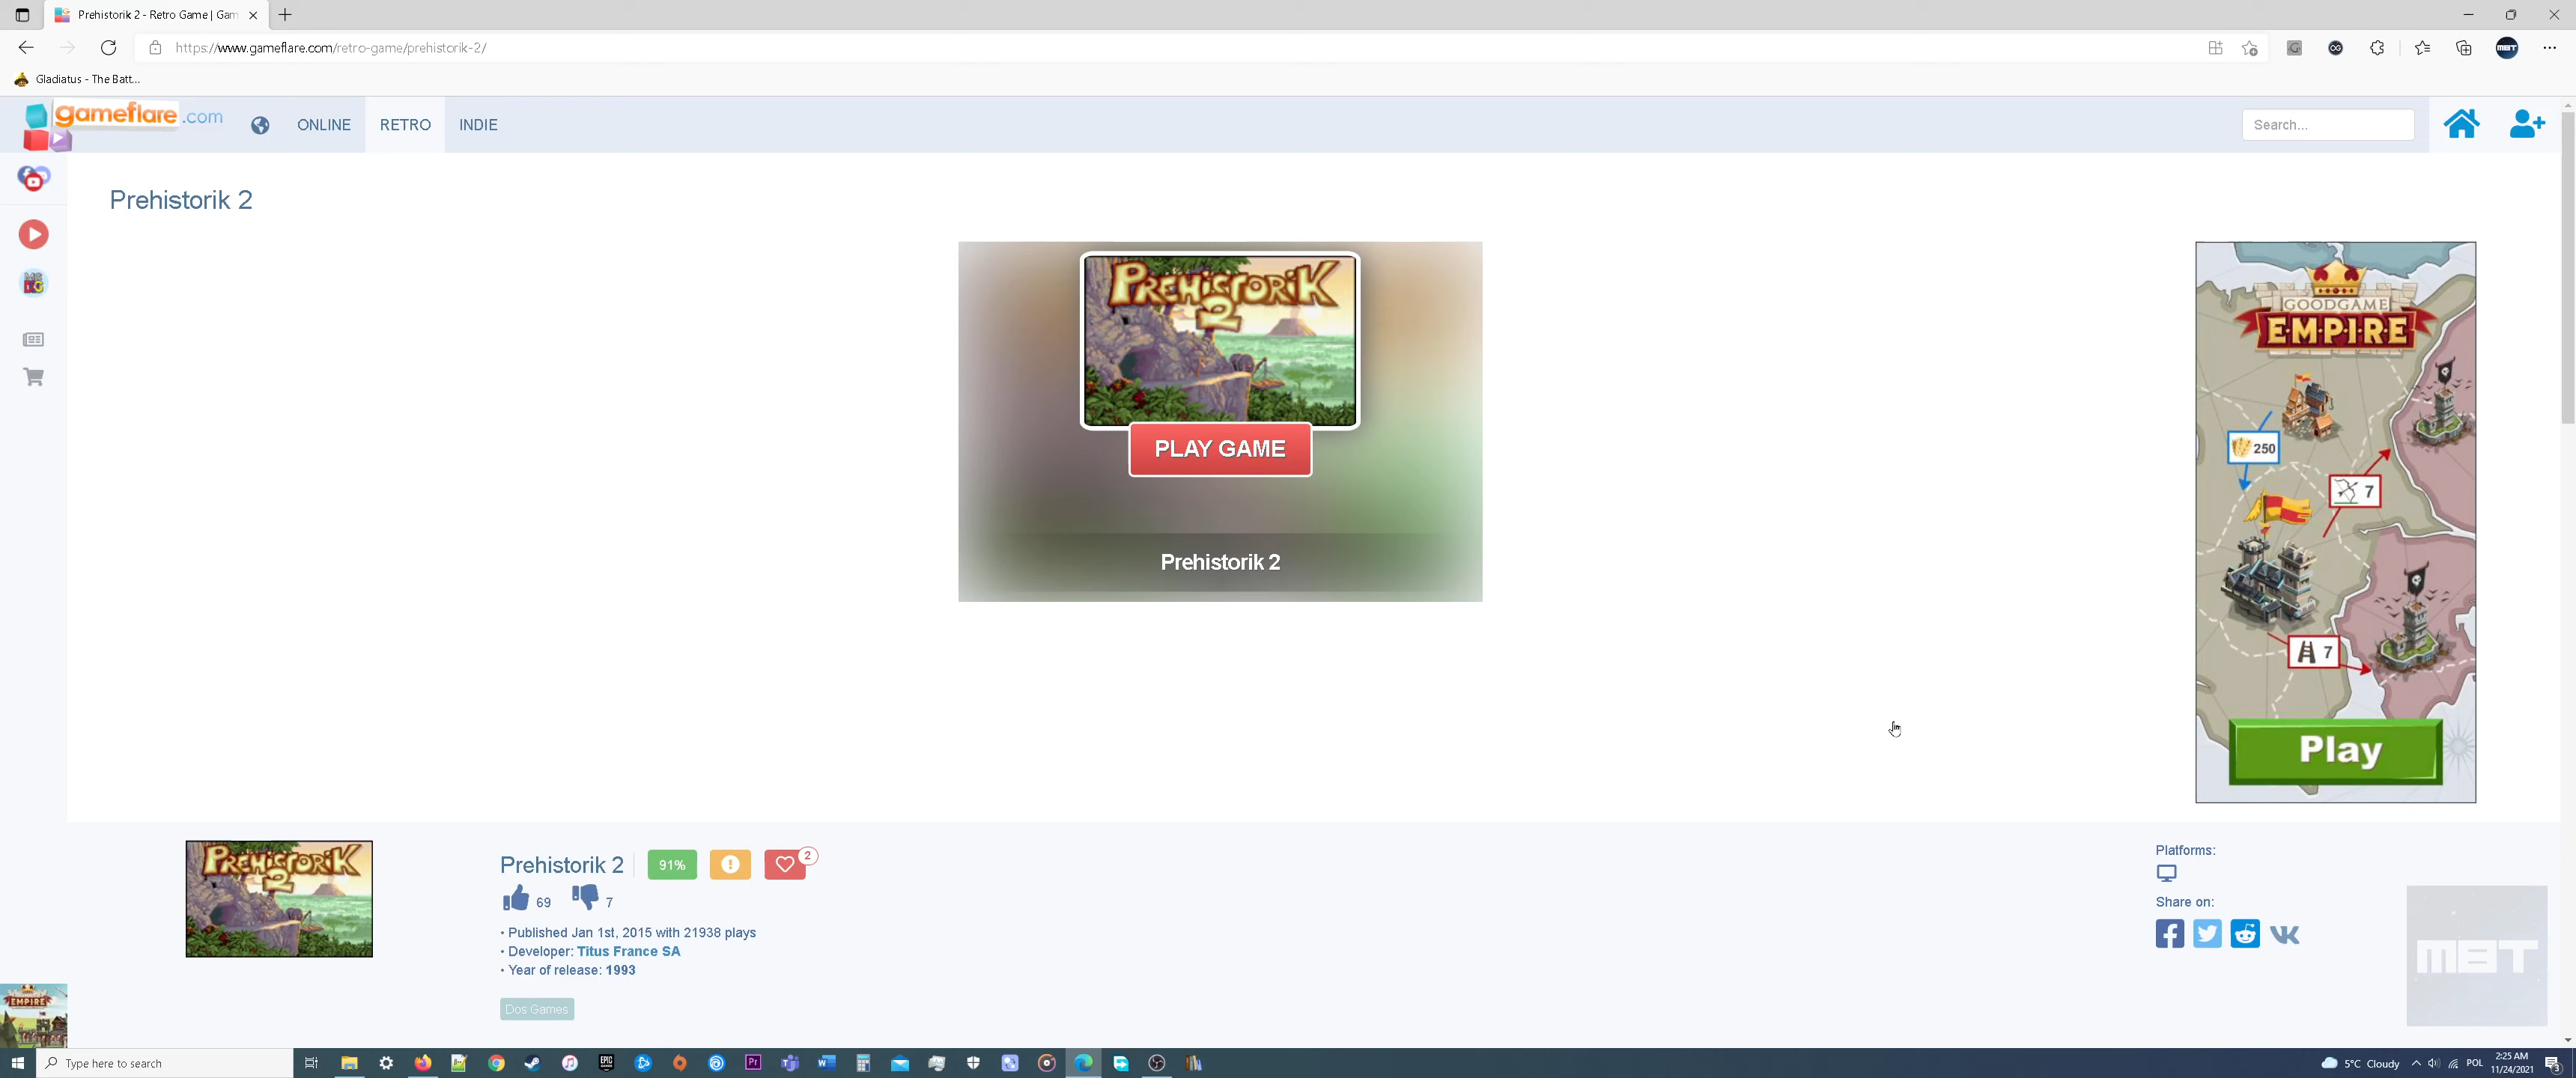 Prehistorik 2 - Retro Game | Gam
https://www.gameflare.com/retro-game/prehistorik-2/
Gladiatus - The Batt...
gameflare.com
ONLINE
RETRO
INDIE
Search...
Prehistorik 2
PREHISTORIK
2
PLAY GAME
Prehistorik 2
GOODGAME
EMPIRE
250
7
7
Play
PREHISTORIK
2
Prehistorik 2
91%
2
69
7
• Published Jan 1st, 2015 with 21938 plays
• Developer: Titus France SA
• Year of release: 1993
Dos Games
Platforms:
Share on:
MBT
EMPIRE
Type here to search
5°C Cloudy
POL
2:25 AM
11/24/2021